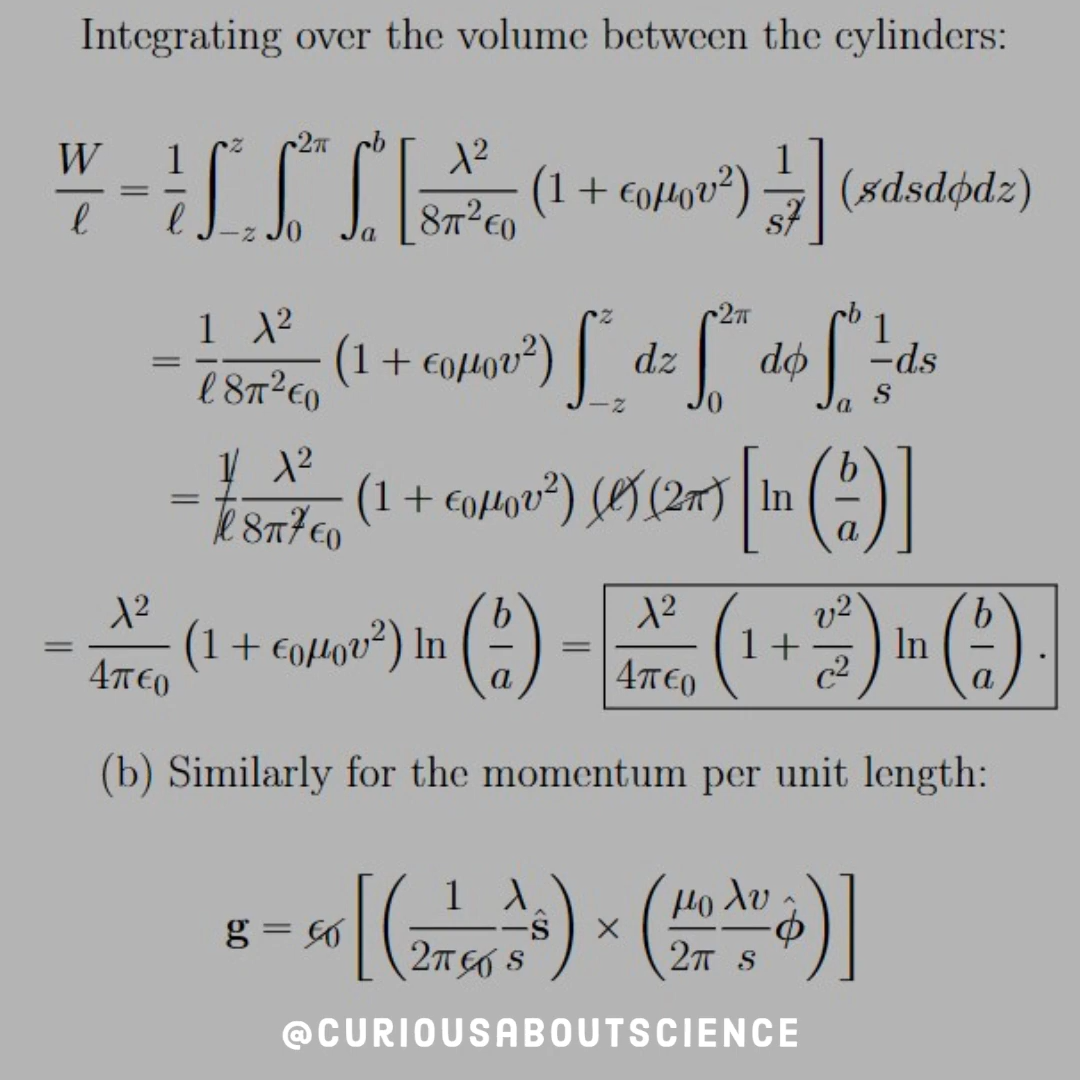 Integrating over the volume between the cylinders:
W/ℓ = 1/ℓ ∫_{-z}^{z} ∫_0^{2π} ∫_a^b [λ²/(8π²ϵ₀) (1 + ϵ₀μ₀v²) 1/s²] (sdsdϕdz)
= 1/ℓ λ²/(8π²ϵ₀) (1 + ϵ₀μ₀v²) ∫_{-z}^{z} dz ∫_0^{2π} dϕ ∫_a^b 1/s ds
= 1/ℓ λ²/(8π²ϵ₀) (1 + ϵ₀μ₀v²) (ℓ) (2π) [ln (b/a)]
= λ²/(4πϵ₀) (1 + ϵ₀μ₀v²) ln (b/a) = λ²/(4πϵ₀) (1 + v²/c²) ln (b/a).
(b) Similarly for the momentum per unit length:
g = ϵ₀ [(1/(2πϵ₀) λ/s ŝ) × (μ₀/(2π) λv/s ϕ̂)]
@CURIOUSABOUTSCIENCE